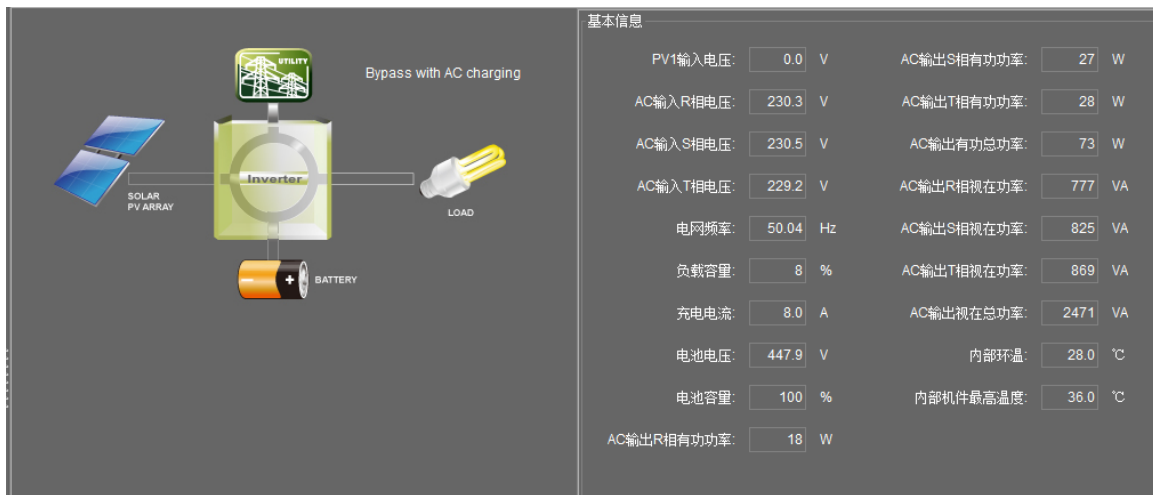 UTILITY
Bypass with AC charging
Inverter
SOLAR
PV ARRAY
LOAD
BATTERY
基本信息
PV1输入电压: 0.0 V AC输出S相有功功率: 27 W
AC输入R相电压: 230.3 V AC输出T相有功功率: 28 W
AC输入S相电压: 230.5 V AC输出有功总功率: 73 W
AC输入T相电压: 229.2 V AC输出R相视在功率: 777 VA
电网频率: 50.04 Hz AC输出S相视在功率: 825 VA
负载容量: 8 % AC输出T相视在功率: 869 VA
充电电流: 8.0 A AC输出视在总功率: 2471 VA
电池电压: 447.9 V 内部环温: 28.0 ℃
电池容量: 100 % 内部机件最高温度: 36.0 ℃
AC输出R相有功功率: 18 W